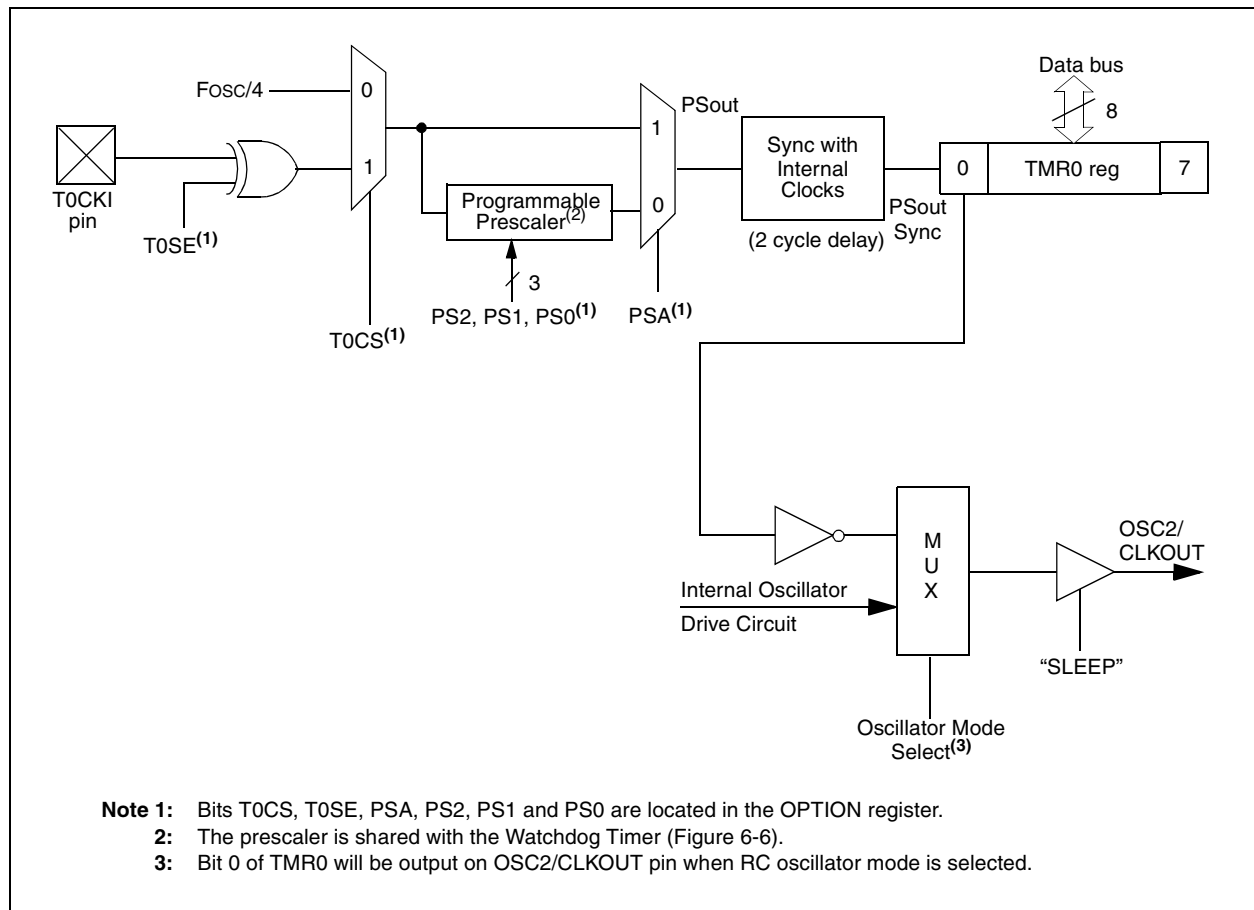 Data bus
8
FOSC/4
0
1
T0CKI
pin
T0SE(1)
T0CS(1)
Programmable
Prescaler(2)
3
PS2, PS1, PS0(1)
1
0
PSA(1)
PSout
Sync with
Internal
Clocks
(2 cycle delay)
PSout
Sync
0
TMR0 reg
7
M
U
X
Internal Oscillator
Drive Circuit
OSC2/
CLKOUT
“SLEEP”
Oscillator Mode
Select(3)
Note 1: Bits T0CS, T0SE, PSA, PS2, PS1 and PS0 are located in the OPTION register.
2: The prescaler is shared with the Watchdog Timer (Figure 6-6).
3: Bit 0 of TMR0 will be output on OSC2/CLKOUT pin when RC oscillator mode is selected.